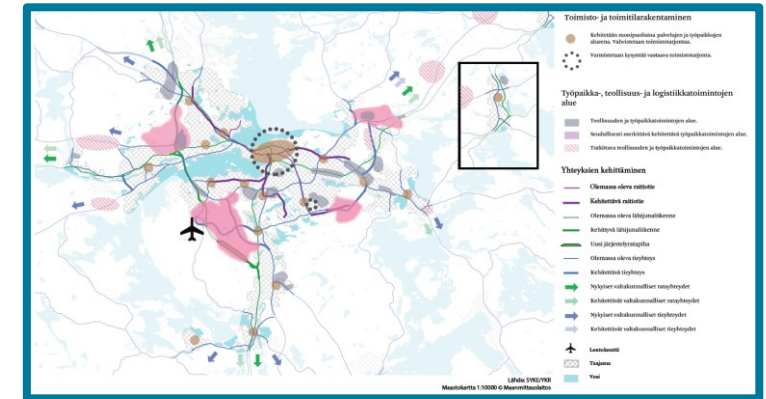 Toimisto- ja toimitilarakentaminen
Kehitetään monipuolisina palvelujen ja työpaikkojen
alueena. Vahvistetaan toimistotarjontaa.
Varmistetaan kysyntää vastaava toimistotarjonta.
Työpaikka-, teollisuus- ja logistiikkatoimintojen
alue
Teollisuuden ja työpaikkatoimintojen alue.
Seudullisesti merkittävä kehitettävä työpaikkatoimintojen alue.
Tutkittava teollisuuden ja työpaikkatoimintojen alue.
Yhteyksien kehittäminen
Olemassa oleva raitiotie
Kehitettävä raitiotie
Olemassa oleva lähijunaliikenne
Kehittyvä lähijunaliikenne
Uusi järjestelyratapiha
Olemassa oleva tieyhteys
Kehitettävä tieyhteys
Nykyiset valtakunnalliset ratayhteydet
Kehitettävät valtakunnalliset ratayhteydet
Nykyiset valtakunnalliset tieyhteydet
Kehitettävät valtakunnalliset tieyhteydet
Lentokenttä
Taajama
Vesi
Lähde: SYKE/YKR
Maastokartta 1:10000 © Maanmittauslaitos